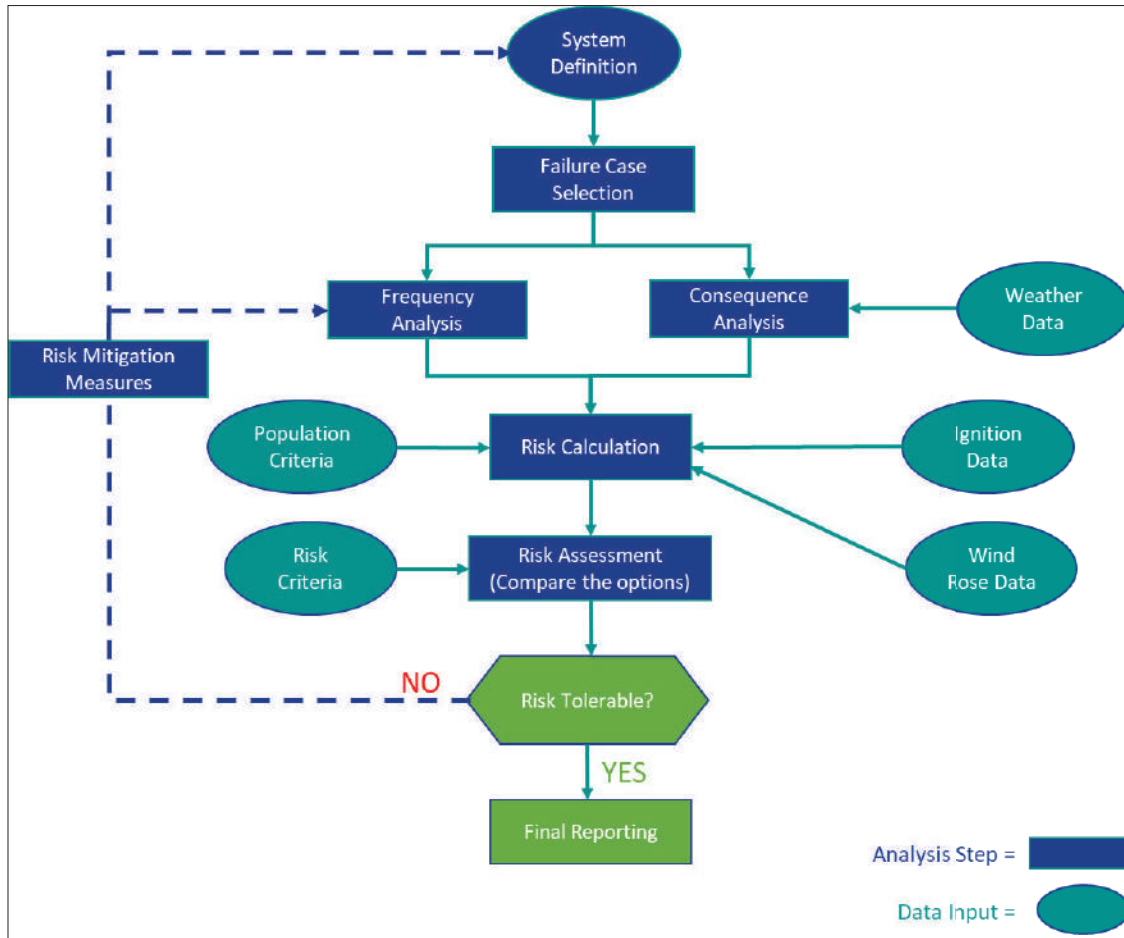 System
Definition
Failure Case
Selection
Frequency
Analysis
Consequence
Analysis
Weather
Data
Risk Mitigation
Measures
Population
Criteria
Risk Calculation
Ignition
Data
Risk
Criteria
Risk Assessment
(Compare the options)
Wind
Rose Data
NO
Risk Tolerable?
YES
Final Reporting
Analysis Step =
Data Input =